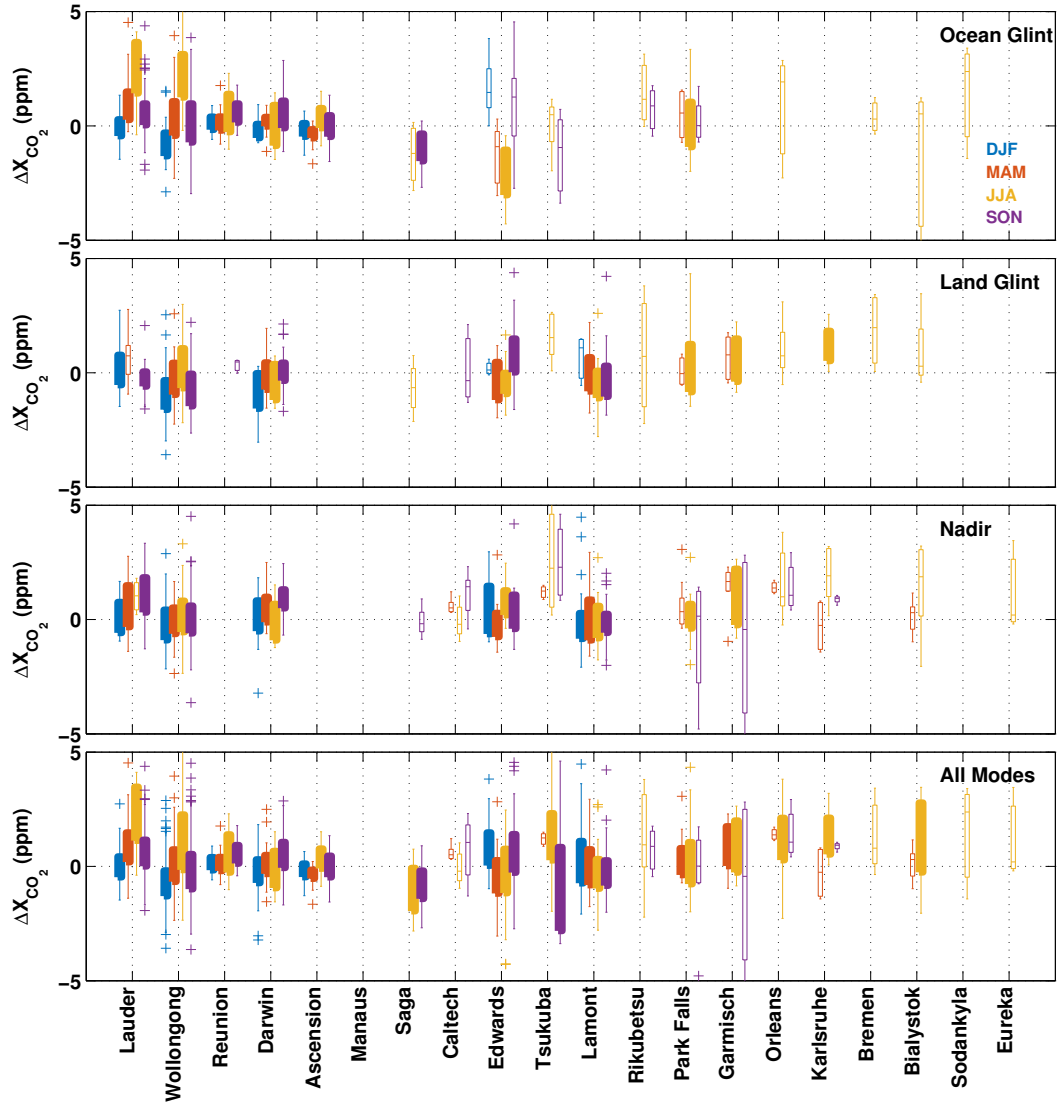 Ocean Glint
5
0
−5
ΔX_CO₂ (ppm)
DJF
MAM
JJA
SON
Land Glint
5
0
−5
ΔX_CO₂ (ppm)
Nadir
5
0
−5
ΔX_CO₂ (ppm)
All Modes
5
0
−5
ΔX_CO₂ (ppm)
Lauder
Wollongong
Reunion
Darwin
Ascension
Manaus
Saga
Caltech
Edwards
Tsukuba
Lamont
Rikubetsu
Park Falls
Garmisch
Orleans
Karlsruhe
Bremen
Bialystok
Sodankyla
Eureka